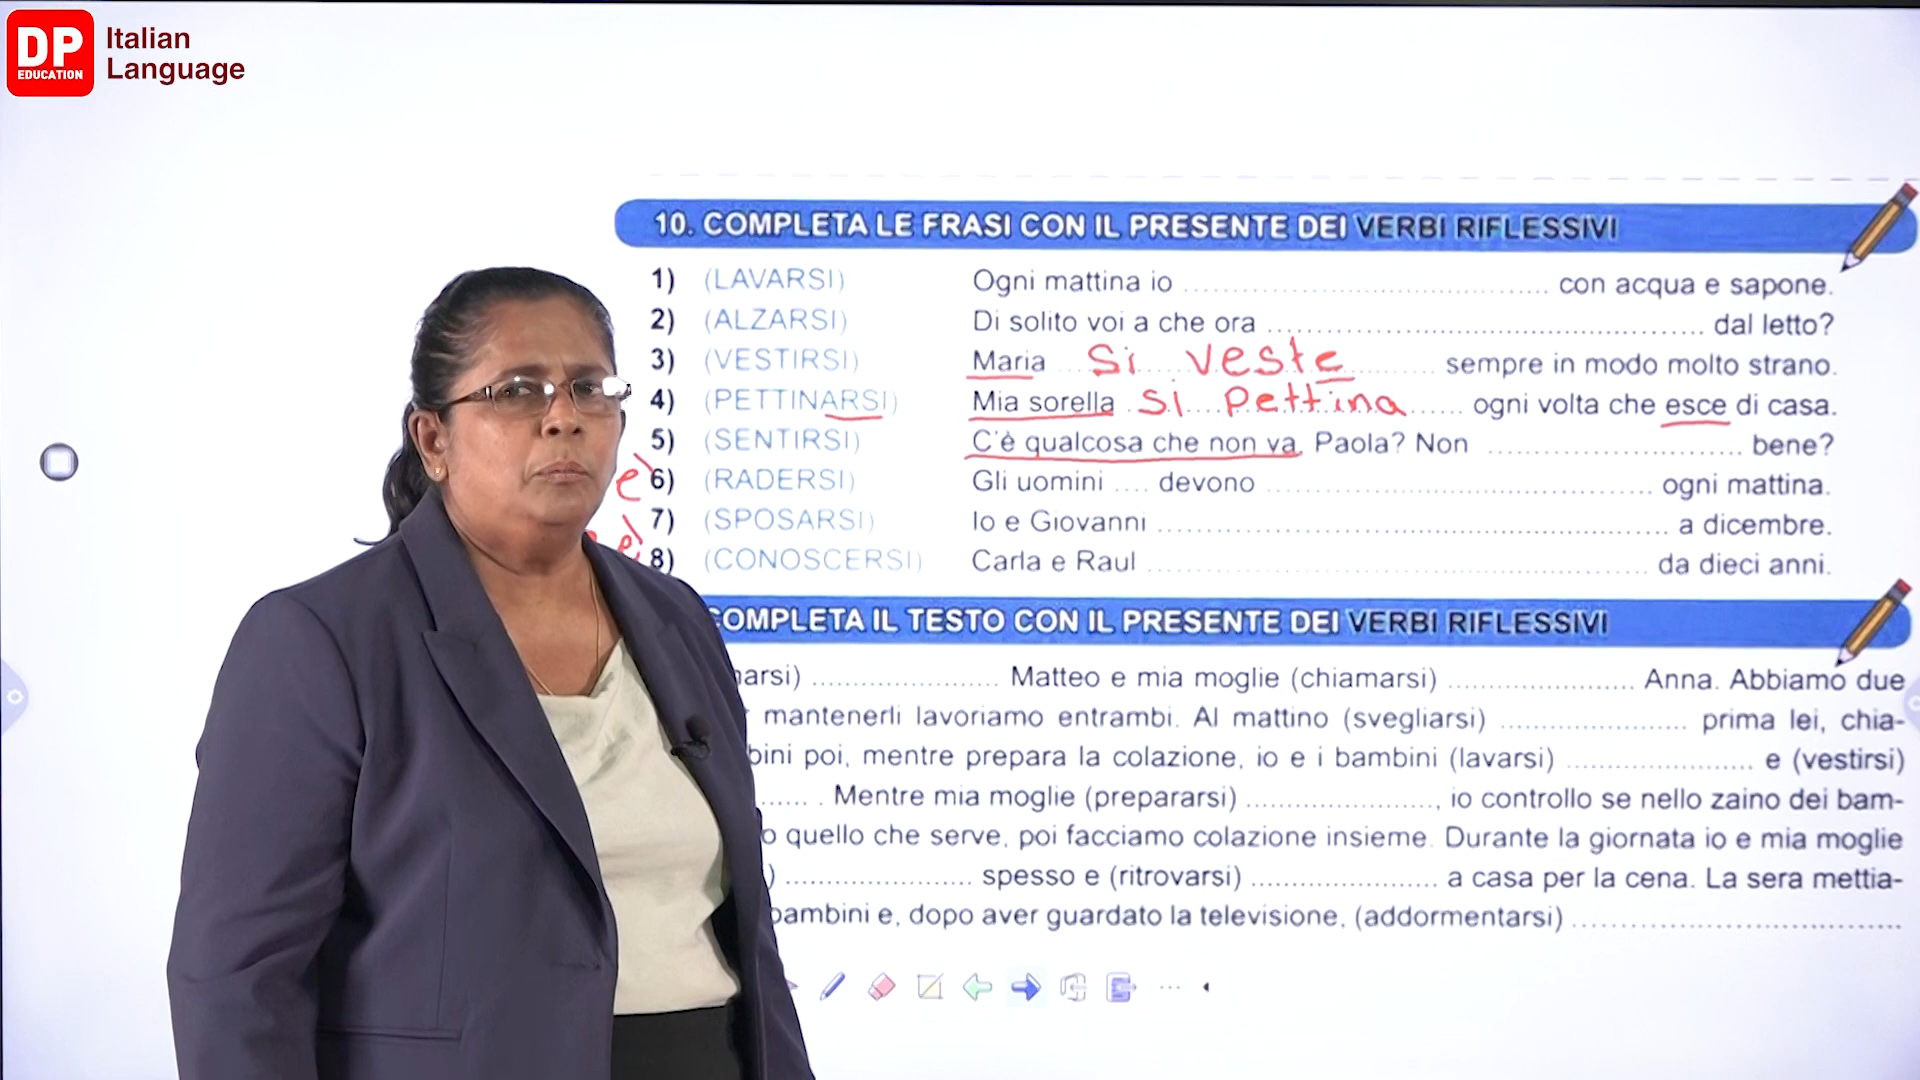 DP
EDUCATION
Italian
Language
10. COMPLETA LE FRASI CON IL PRESENTE DEI VERBI RIFLESSIVI
1) (LAVARSI) Ogni mattina io ........ con acqua e sapone.
2) (ALZARSI) Di solito voi a che ora ........ dal letto?
3) (VESTIRSI) Maria si veste ........ sempre in modo molto strano.
4) (PETTINARSI) Mia sorella si pettina ........ ogni volta che esce di casa.
5) (SENTIRSI) C'è qualcosa che non va, Paola? Non ........ bene?
6) (RADERSI) Gli uomini .... devono ........ ogni mattina.
7) (SPOSARSI) Io e Giovanni ........ a dicembre.
8) (CONOSCERSI) Carla e Raul ........ da dieci anni.
COMPLETA IL TESTO CON IL PRESENTE DEI VERBI RIFLESSIVI
........ Matteo e mia moglie (chiamarsi) ........ Anna. Abbiamo due
mantenerli lavoriamo entrambi. Al mattino (svegliarsi) ........ prima lei, chia-
bini poi, mentre prepara la colazione, io e i bambini (lavarsi) ........ e (vestirsi)
........ . Mentre mia moglie (prepararsi) ........, io controllo se nello zaino dei bam-
o quello che serve, poi facciamo colazione insieme. Durante la giornata io e mia moglie
) ........ spesso e (ritrovarsi) ........ a casa per la cena. La sera mettia-
bambini e, dopo aver guardato la televisione, (addormentarsi) ........